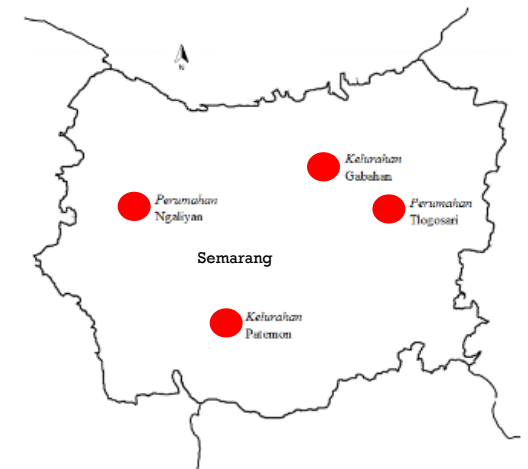 N
Kelurahan
Gabahan
Perumahan
Ngaliyan
Perumahan
Tlogosari
Semarang
Kelurahan
Patemon